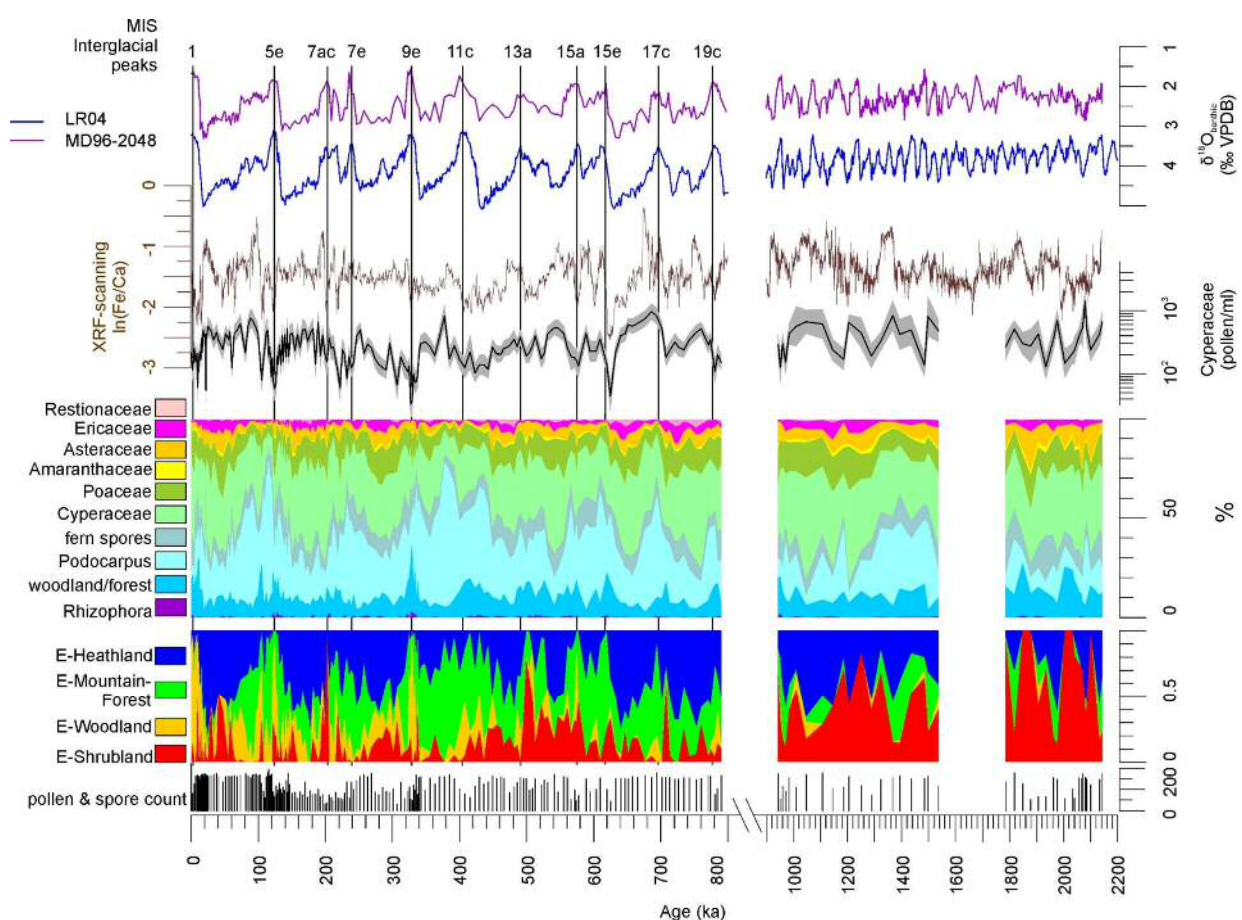 MIS
Interglacial
peaks
1 5e 7ac 7e 9e 11c 13a 15a 15e 17c 19c
LR04
MD96-2048
1
2
3
4
δ18Obenthic
(‰ VPDB)
0
-1
-2
-3
XRF-scanning
ln(Fe/Ca)
10³
10²
Cyperaceae
(pollen/ml)
Restionaceae
Ericaceae
Asteraceae
Amaranthaceae
Poaceae
Cyperaceae
fern spores
Podocarpus
woodland/forest
Rhizophora
50
0
%
E-Heathland
E-Mountain-
Forest
E-Woodland
E-Shrubland
0.5
0
pollen & spore count
200
0
0 100 200 300 400 500 600 700 800 1000 1200 1400 1600 1800 2000 2200
Age (ka)